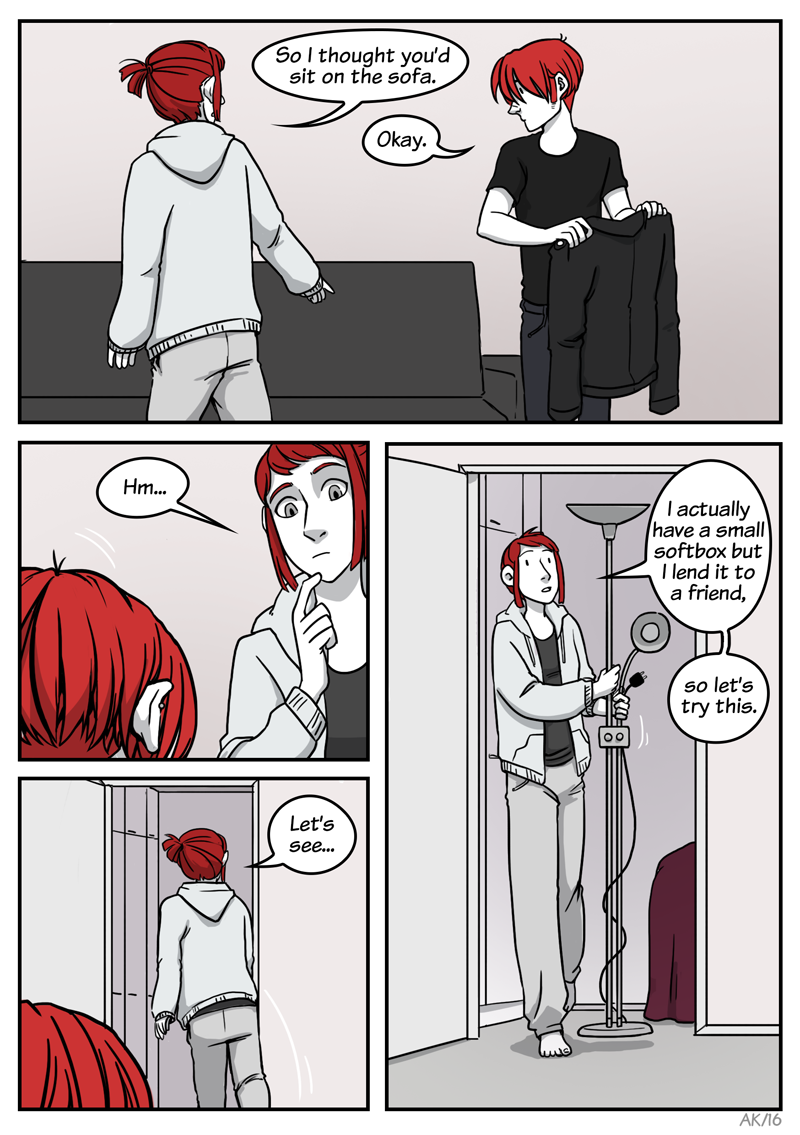 So I thought you'd
sit on the sofa.
Okay.
Hm...
Let's
see...
I actually
have a small
softbox but
I lend it to
a friend,
so let's
try this.
AK/16